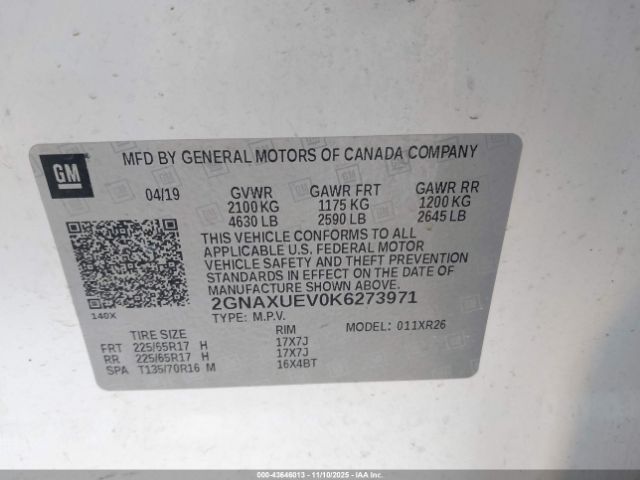 GM
MFD BY GENERAL MOTORS OF CANADA COMPANY
04/19 GVWR GAWR FRT GAWR RR
2100 KG 1175 KG 1200 KG
4630 LB 2590 LB 2645 LB
THIS VEHICLE CONFORMS TO ALL
APPLICABLE U.S. FEDERAL MOTOR
VEHICLE SAFETY AND THEFT PREVENTION
STANDARDS IN EFFECT ON THE DATE OF
MANUFACTURE SHOWN ABOVE.
140X 2GNAXUEV0K6273971
TYPE: M.P.V. MODEL: 011XR26
TIRE SIZE RIM
FRT 225/65R17 H 17X7J
RR 225/65R17 H 17X7J
SPA T135/70R16 M 16X4BT
000-43646013 - 11/10/2025 - IAA Inc.